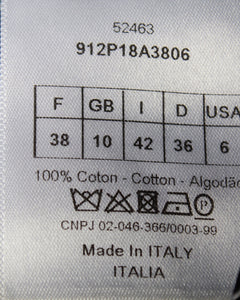 52463
912P18A3806
F GB I D USA
38 10 42 36 6
100% Coton - Cotton - Algodão
P
CNPJ 02-046-366/0003-99
Made In ITALY
ITALIA